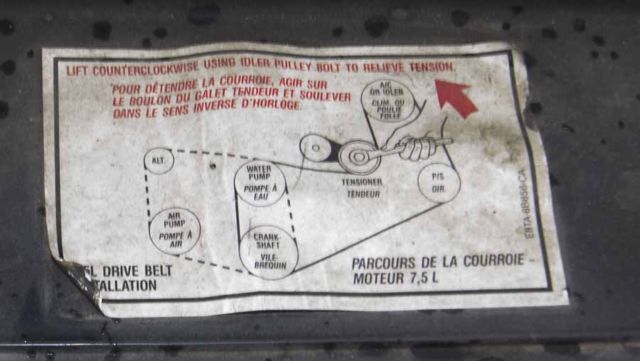 LIFT COUNTERCLOCKWISE USING IDLER PULLEY BOLT TO RELIEVE TENSION.
POUR DÉTENDRE LA COURROIE, AGIR SUR
LE BOULON DU GALET TENDEUR ET SOULEVER
DANS LE SENS INVERSE D'HORLOGE.
A/C
OR IDLER
CLIM. OU
POULIE
FOLLE
ALT.
WATER
PUMP
POMPE À
EAU
TENSIONER
TENDEUR
P/S
DIR.
AIR
PUMP
POMPE À
AIR
CRANK-
SHAFT
VILE-
BREQUIN
L DRIVE BELT
TALLATION
PARCOURS DE LA COURROIE -
MOTEUR 7,5 L